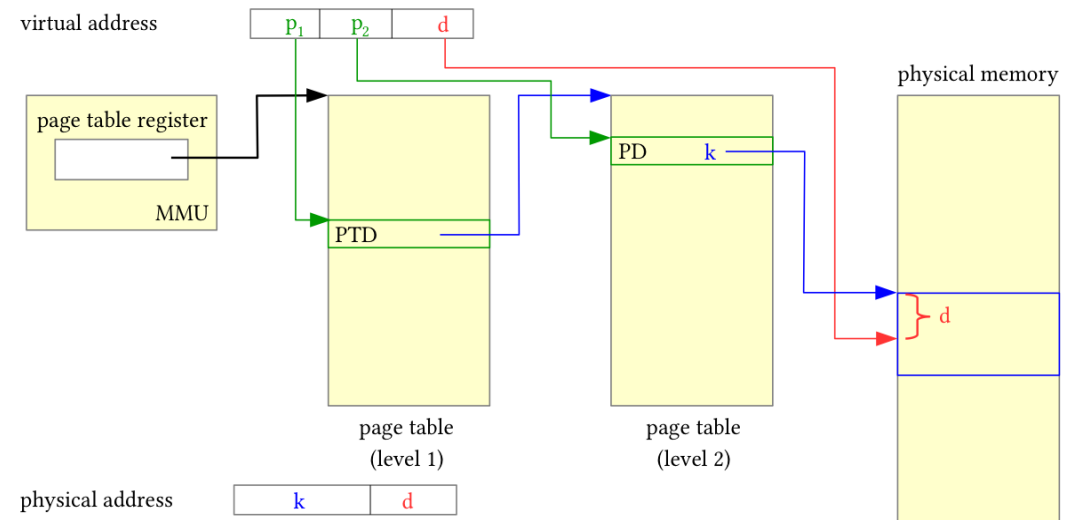 virtual address
p₁ p₂ d
physical memory
page table register
MMU
PD k
PTD
d
page table
(level 1)
page table
(level 2)
physical address k d